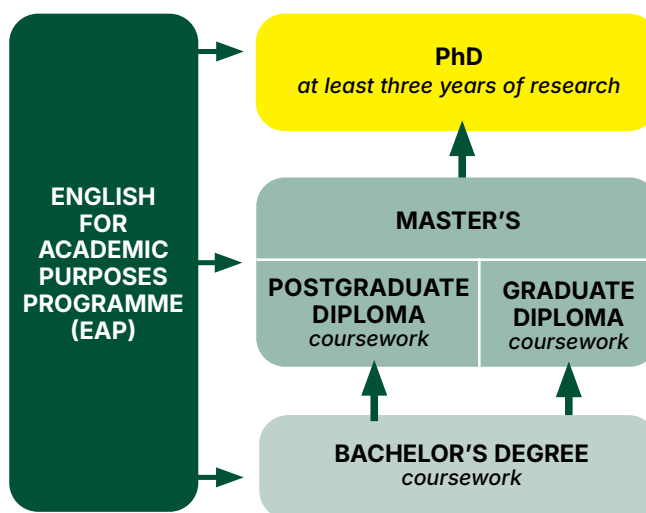 ENGLISH
FOR
ACADEMIC
PURPOSES
PROGRAMME
(EAP)
PhD
at least three years of research
MASTER’S
POSTGRADUATE
DIPLOMA
coursework
GRADUATE
DIPLOMA
coursework
BACHELOR’S DEGREE
coursework